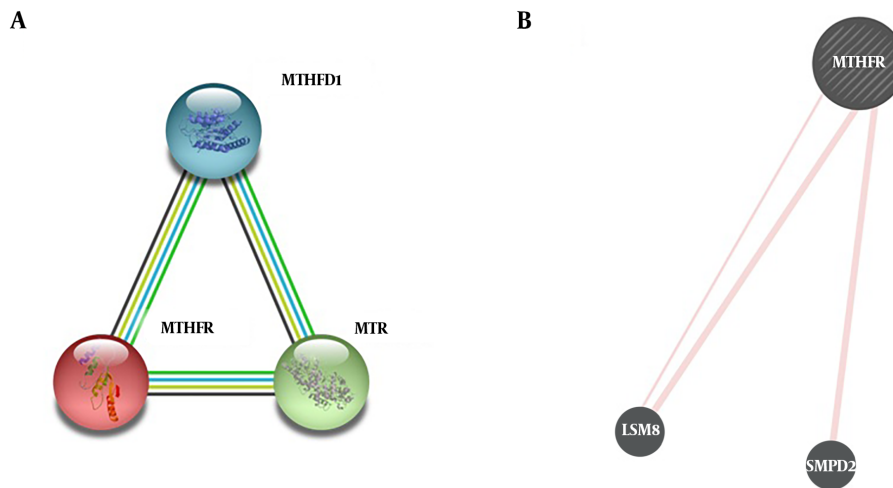 A
B
MTHFD1
MTHFR
MTHFR
MTR
LSM8
SMPD2